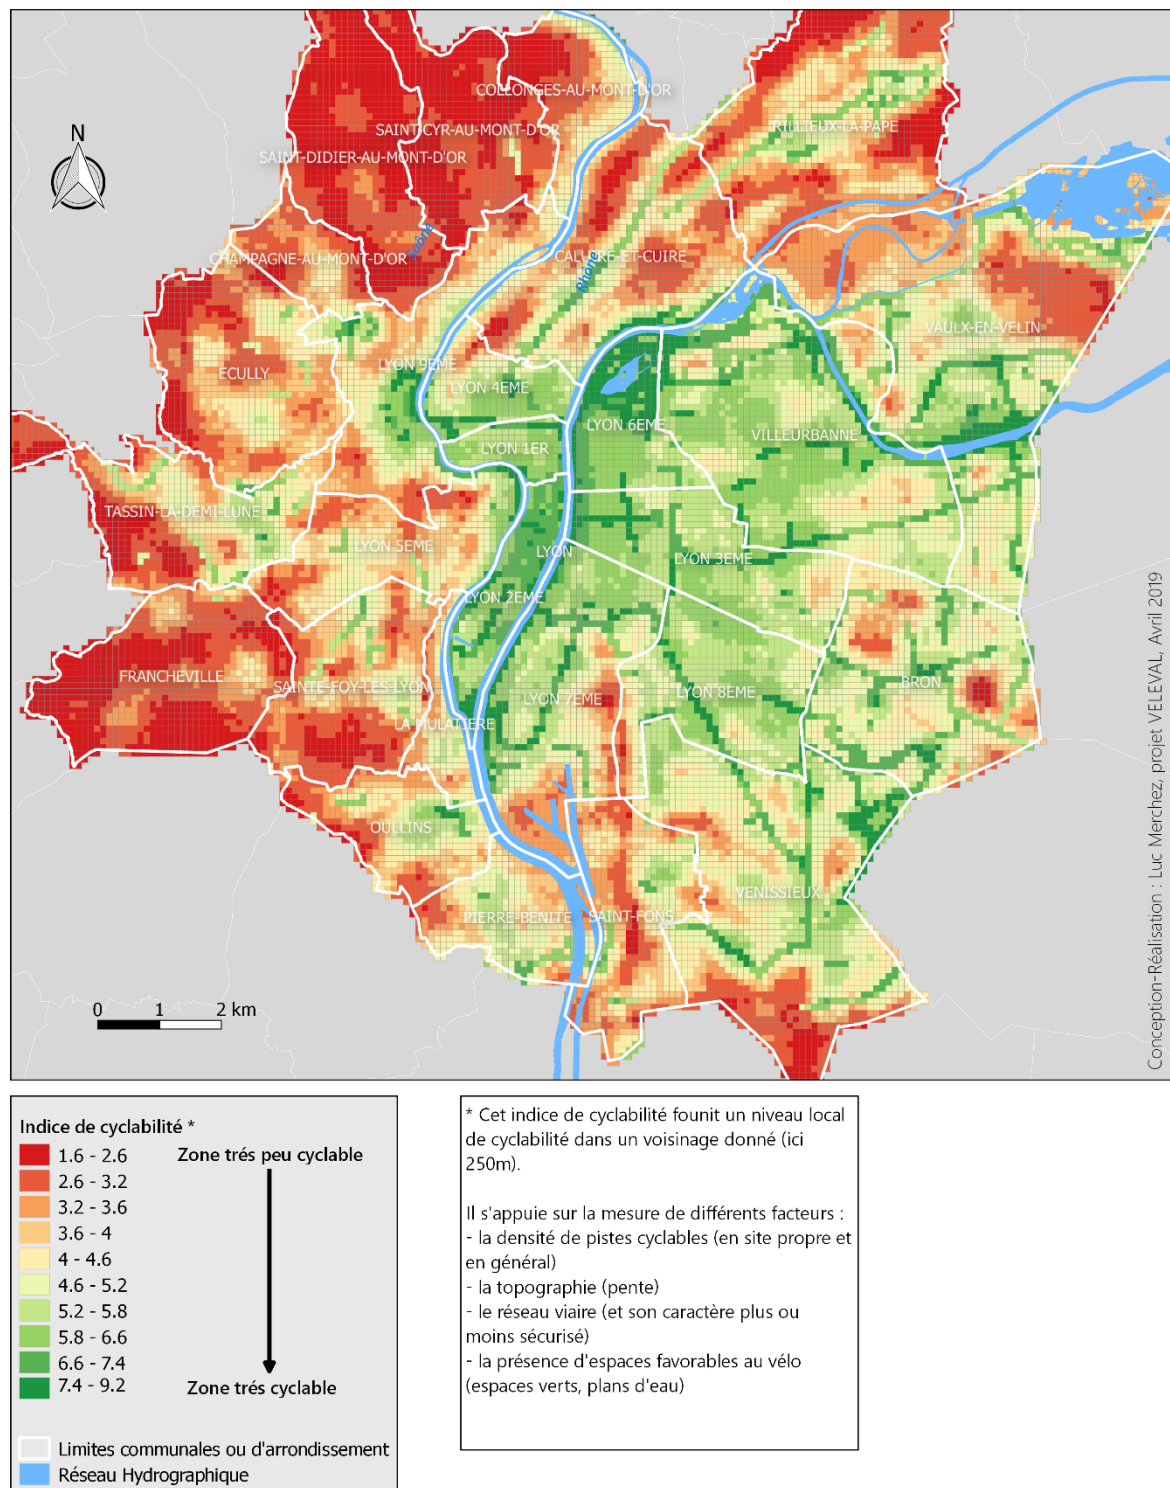 COLLONGES-AU-MONT-D'OR
SAINT-CYR-AU-MONT-D'OR
RILLIEUX-LA-PAPE
N
SAINT-DIDIER-AU-MONT-D'OR
Saône
CHAMPAGNE-AU-MONT-D'OR
CALUIRE-ET-CUIRE
Rhône
VAULX-EN-VELIN
LYON 9EME
ECULLY
LYON 4EME
LYON 6EME
VILLEURBANNE
LYON 1ER
TASSIN-LA-DEMI-LUNE
LYON 5EME
LYON
LYON 3EME
LYON 2EME
FRANCHEVILLE
SAINTE-FOY-LES-LYON
LYON 7EME
LYON 8EME
BRON
LA MULATIERE
OULLINS
VENISSIEUX
PIERRE-BENITE
SAINT-FONS
0 1 2 km
Conception-Réalisation : Luc Merchez, projet VELEVAL, Avril 2019
Indice de cyclabilité *
1.6 - 2.6 Zone trés peu cyclable
2.6 - 3.2
3.2 - 3.6
3.6 - 4
4 - 4.6
4.6 - 5.2
5.2 - 5.8
5.8 - 6.6
6.6 - 7.4
7.4 - 9.2 Zone trés cyclable
Limites communales ou d'arrondissement
Réseau Hydrographique
* Cet indice de cyclabilité founit un niveau local
de cyclabilité dans un voisinage donné (ici
250m).
Il s'appuie sur la mesure de différents facteurs :
- la densité de pistes cyclables (en site propre et
en général)
- la topographie (pente)
- le réseau viaire (et son caractère plus ou
moins sécurisé)
- la présence d'espaces favorables au vélo
(espaces verts, plans d'eau)